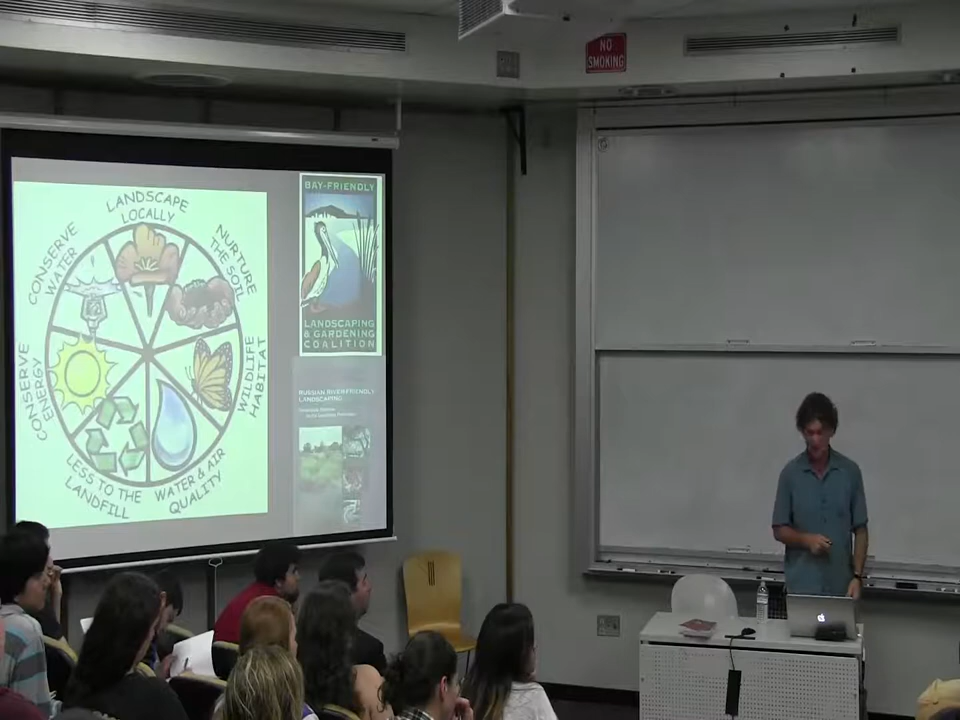 NO
SMOKING
LANDSCAPE
LOCALLY
NURTURE
THE SOIL
WILDLIFE
HABITAT
WATER & AIR
QUALITY
LESS TO THE
LANDFILL
CONSERVE
ENERGY
CONSERVE
WATER
BAY-FRIENDLY
LANDSCAPING
& GARDENING
COALITION
RUSSIAN RIVER-FRIENDLY
LANDSCAPING